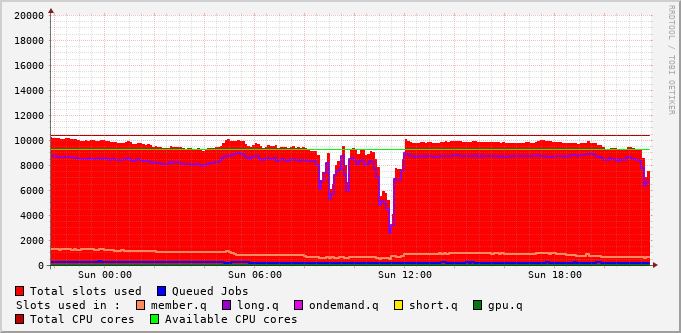 20000
18000
16000
14000
12000
10000
8000
6000
4000
2000
0
Sun 00:00 Sun 06:00 Sun 12:00 Sun 18:00
Total slots used Queued Jobs
Slots used in : member.q long.q ondemand.q short.q gpu.q
Total CPU cores Available CPU cores
RRDTOOL / TOBI OETIKER